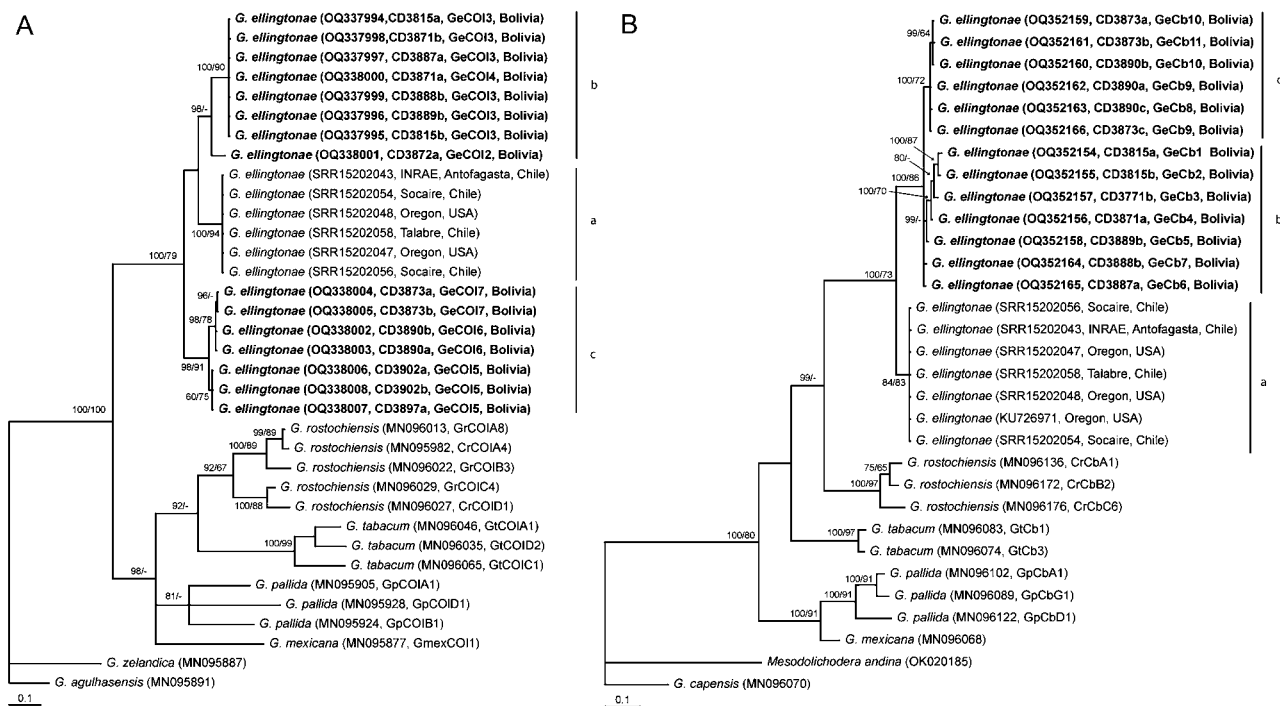 A
G. ellingtonae (OQ337994,CD3815a, GeCOI3, Bolivia)
G. ellingtonae (OQ337998,CD3871b, GeCOI3, Bolivia)
G. ellingtonae (OQ337997, CD3887a, GeCOI3, Bolivia)
100/90
G. ellingtonae (OQ338000, CD3871a, GeCOI4, Bolivia)
b
G. ellingtonae (OQ337999, CD3888b, GeCOI3, Bolivia)
98/-
G. ellingtonae (OQ337996, CD3889b, GeCOI3, Bolivia)
G. ellingtonae (OQ337995, CD3815b, GeCOI3, Bolivia)
G. ellingtonae (OQ338001, CD3872a, GeCOI2, Bolivia)
G. ellingtonae (SRR15202043, INRAE, Antofagasta, Chile)
G. ellingtonae (SRR15202054, Socaire, Chile)
a
G. ellingtonae (SRR15202048, Oregon, USA)
100/94
G. ellingtonae (SRR15202058, Talabre, Chile)
G. ellingtonae (SRR15202047, Oregon, USA)
100/79
G. ellingtonae (SRR15202056, Socaire, Chile)
G. ellingtonae (OQ338004, CD3873a, GeCOI7, Bolivia)
96/-
G. ellingtonae (OQ338005, CD3873b, GeCOI7, Bolivia)
98/78
G. ellingtonae (OQ338002, CD3890b, GeCOI6, Bolivia)
G. ellingtonae (OQ338003, CD3890a, GeCOI6, Bolivia)
c
98/91
G. ellingtonae (OQ338006, CD3902a, GeCOI5, Bolivia)
G. ellingtonae (OQ338008, CD3902b, GeCOI5, Bolivia)
60/75
G. ellingtonae (OQ338007, CD3897a, GeCOI5, Bolivia)
100/100
G. rostochiensis (MN096013, GrCOIA8)
99/89
G. rostochiensis (MN095982, CrCOIA4)
100/89
G. rostochiensis (MN096022, GrCOIB3)
92/67
G. rostochiensis (MN096029, GrCOIC4)
100/88
G. rostochiensis (MN096027, CrCOID1)
92/-
G. tabacum (MN096046, GtCOIA1)
100/99
G. tabacum (MN096035, GtCOID2)
G. tabacum (MN096065, GtCOIC1)
98/-
G. pallida (MN095905, GpCOIA1)
81/-
G. pallida (MN095928, GpCOID1)
G. pallida (MN095924, GpCOIB1)
G. mexicana (MN095877, GmexCOI1)
G. zelandica (MN095887)
G. agulhasensis (MN095891)
0.1
B
G. ellingtonae (OQ352159, CD3873a, GeCb10, Bolivia)
99/64
G. ellingtonae (OQ352161, CD3873b, GeCb11, Bolivia)
G. ellingtonae (OQ352160, CD3890b, GeCb10, Bolivia)
100/72
G. ellingtonae (OQ352162, CD3890a, GeCb9, Bolivia)
c
G. ellingtonae (OQ352163, CD3890c, GeCb8, Bolivia)
G. ellingtonae (OQ352166, CD3873c, GeCb9, Bolivia)
100/87
G. ellingtonae (OQ352154, CD3815a, GeCb1 Bolivia)
80/-
G. ellingtonae (OQ352155, CD3815b, GeCb2, Bolivia)
100/86
100/70
G. ellingtonae (OQ352157, CD3771b, GeCb3, Bolivia)
99/-
G. ellingtonae (OQ352156, CD3871a, GeCb4, Bolivia)
b
G. ellingtonae (OQ352158, CD3889b, GeCb5, Bolivia)
G. ellingtonae (OQ352164, CD3888b, GeCb7, Bolivia)
100/73
G. ellingtonae (OQ352165, CD3887a, GeCb6, Bolivia)
G. ellingtonae (SRR15202056, Socaire, Chile)
G. ellingtonae (SRR15202043, INRAE, Antofagasta, Chile)
G. ellingtonae (SRR15202047, Oregon, USA)
84/83
G. ellingtonae (SRR15202058, Talabre, Chile)
a
G. ellingtonae (SRR15202048, Oregon, USA)
G. ellingtonae (KU726971, Oregon, USA)
G. ellingtonae (SRR15202054, Socaire, Chile)
99/-
G. rostochiensis (MN096136, CrCbA1)
75/65
G. rostochiensis (MN096172, CrCbB2)
100/97
G. rostochiensis (MN096176, CrCbC6)
G. tabacum (MN096083, GtCb1)
100/97
G. tabacum (MN096074, GtCb3)
100/80
G. pallida (MN096102, GpCbA1)
100/91
G. pallida (MN096089, GpCbG1)
100/91
G. pallida (MN096122, GpCbD1)
100/91
G. mexicana (MN096068)
Mesodolichodera andina (OK020185)
G. capensis (MN096070)
0.1